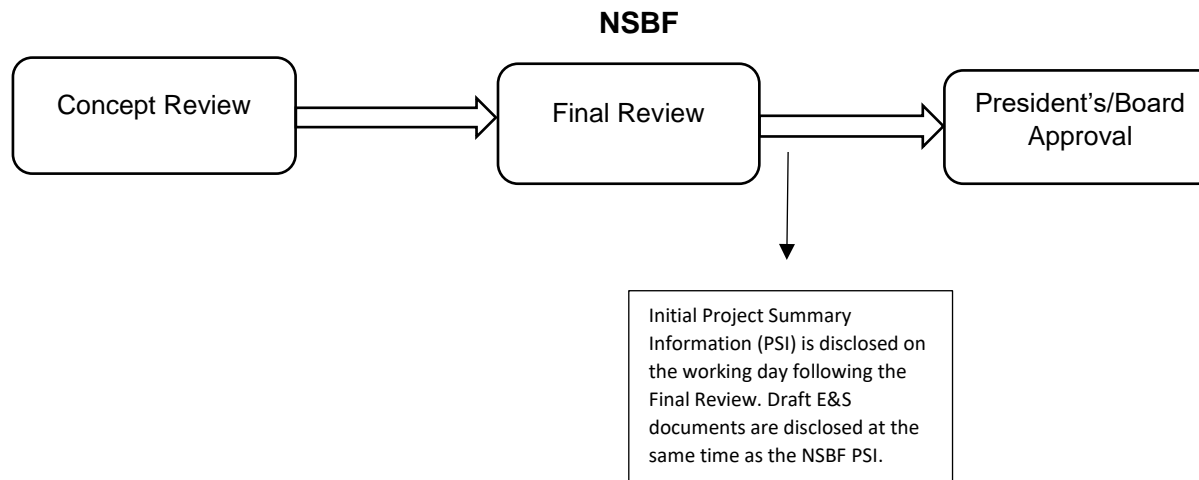 NSBF
Concept Review
Final Review
President’s/Board
Approval
Initial Project Summary
Information (PSI) is disclosed on
the working day following the
Final Review. Draft E&S
documents are disclosed at the
same time as the NSBF PSI.